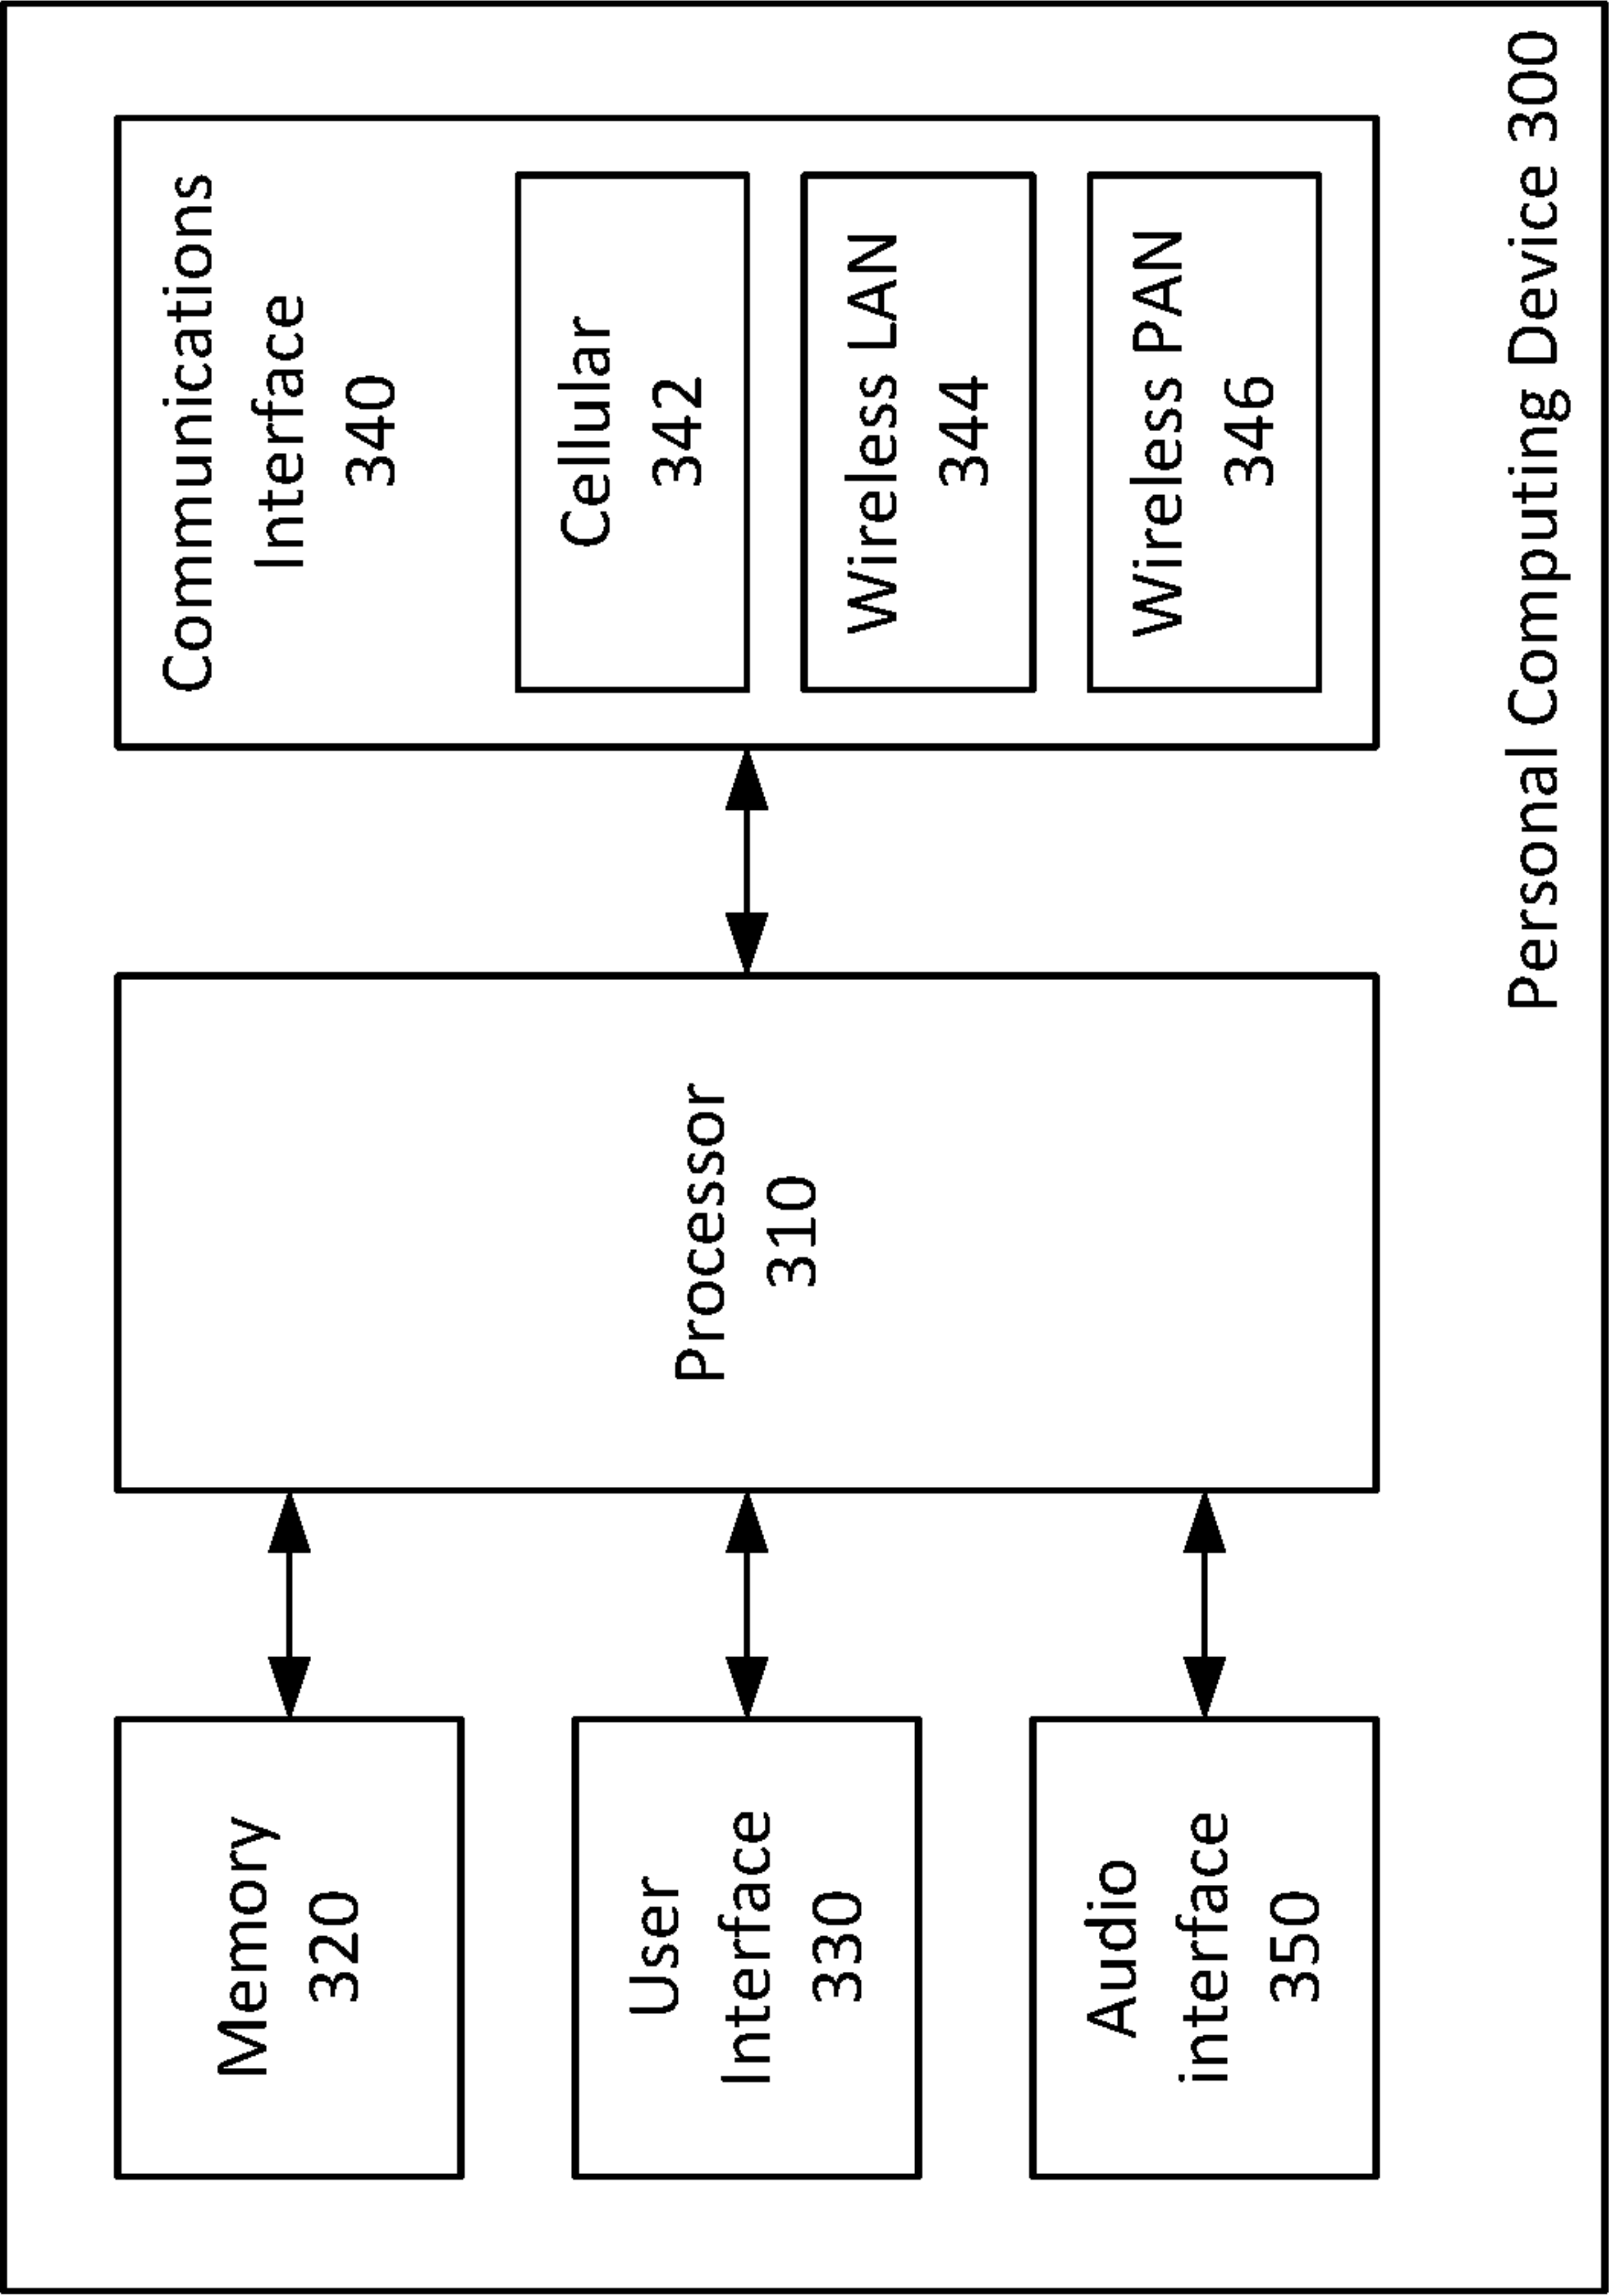 Memory
320
User
Interface
330
Audio
interface
350
Processor
310
Communications
Interface
340
Cellular
342
Wireless LAN
344
Wireless PAN
346
Personal Computing Device 300